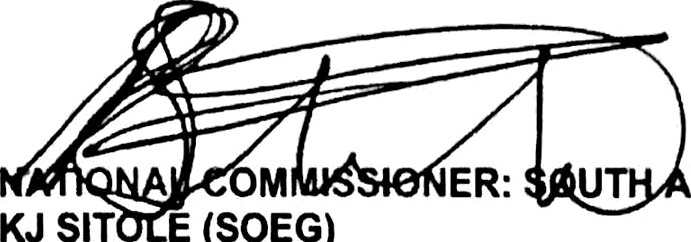 NATIONAL COMMISSIONER: SOUTH A
KJ SITOLE (SOEG)